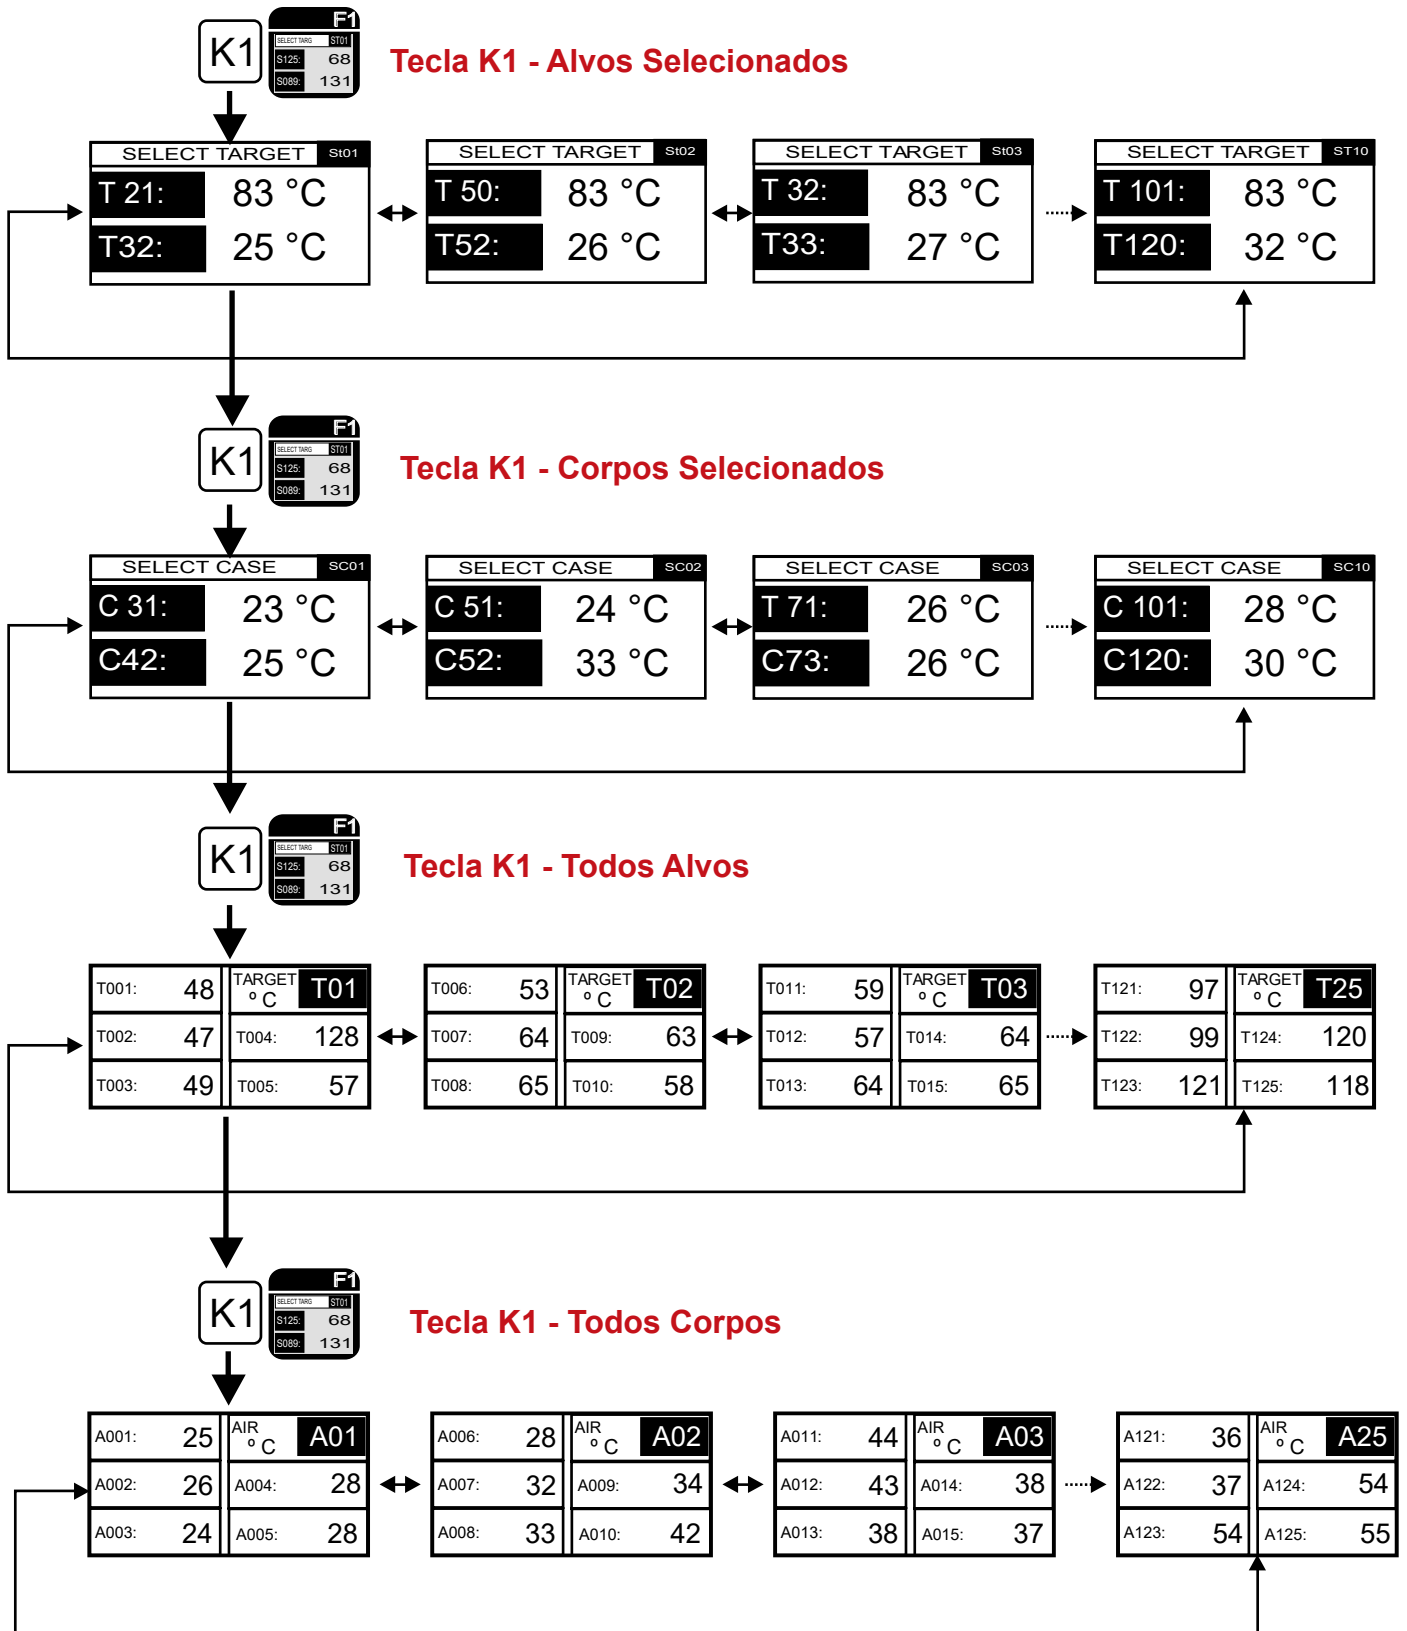 F1
K1
SELECT TARG ST01
S125: 68
S089: 131
Tecla K1 - Alvos Selecionados
SELECT TARGET St01
T 21: 83 °C
T32: 25 °C
SELECT TARGET St02
T 50: 83 °C
T52: 26 °C
SELECT TARGET St03
T 32: 83 °C
T33: 27 °C
SELECT TARGET ST10
T 101: 83 °C
T120: 32 °C
F1
K1
SELECT TARG ST01
S125: 68
S089: 131
Tecla K1 - Corpos Selecionados
SELECT CASE SC01
C 31: 23 °C
C42: 25 °C
SELECT CASE SC02
C 51: 24 °C
C52: 33 °C
SELECT CASE SC03
T 71: 26 °C
C73: 26 °C
SELECT CASE SC10
C 101: 28 °C
C120: 30 °C
F1
K1
SELECT TARG ST01
S125: 68
S089: 131
Tecla K1 - Todos Alvos
T001: 48 TARGET º C T01
T002: 47 T004: 128
T003: 49 T005: 57
T006: 53 TARGET º C T02
T007: 64 T009: 63
T008: 65 T010: 58
T011: 59 TARGET º C T03
T012: 57 T014: 64
T013: 64 T015: 65
T121: 97 TARGET º C T25
T122: 99 T124: 120
T123: 121 T125: 118
F1
K1
SELECT TARG ST01
S125: 68
S089: 131
Tecla K1 - Todos Corpos
A001: 25 AIR º C A01
A002: 26 A004: 28
A003: 24 A005: 28
A006: 28 AIR º C A02
A007: 32 A009: 34
A008: 33 A010: 42
A011: 44 AIR º C A03
A012: 43 A014: 38
A013: 38 A015: 37
A121: 36 AIR º C A25
A122: 37 A124: 54
A123: 54 A125: 55